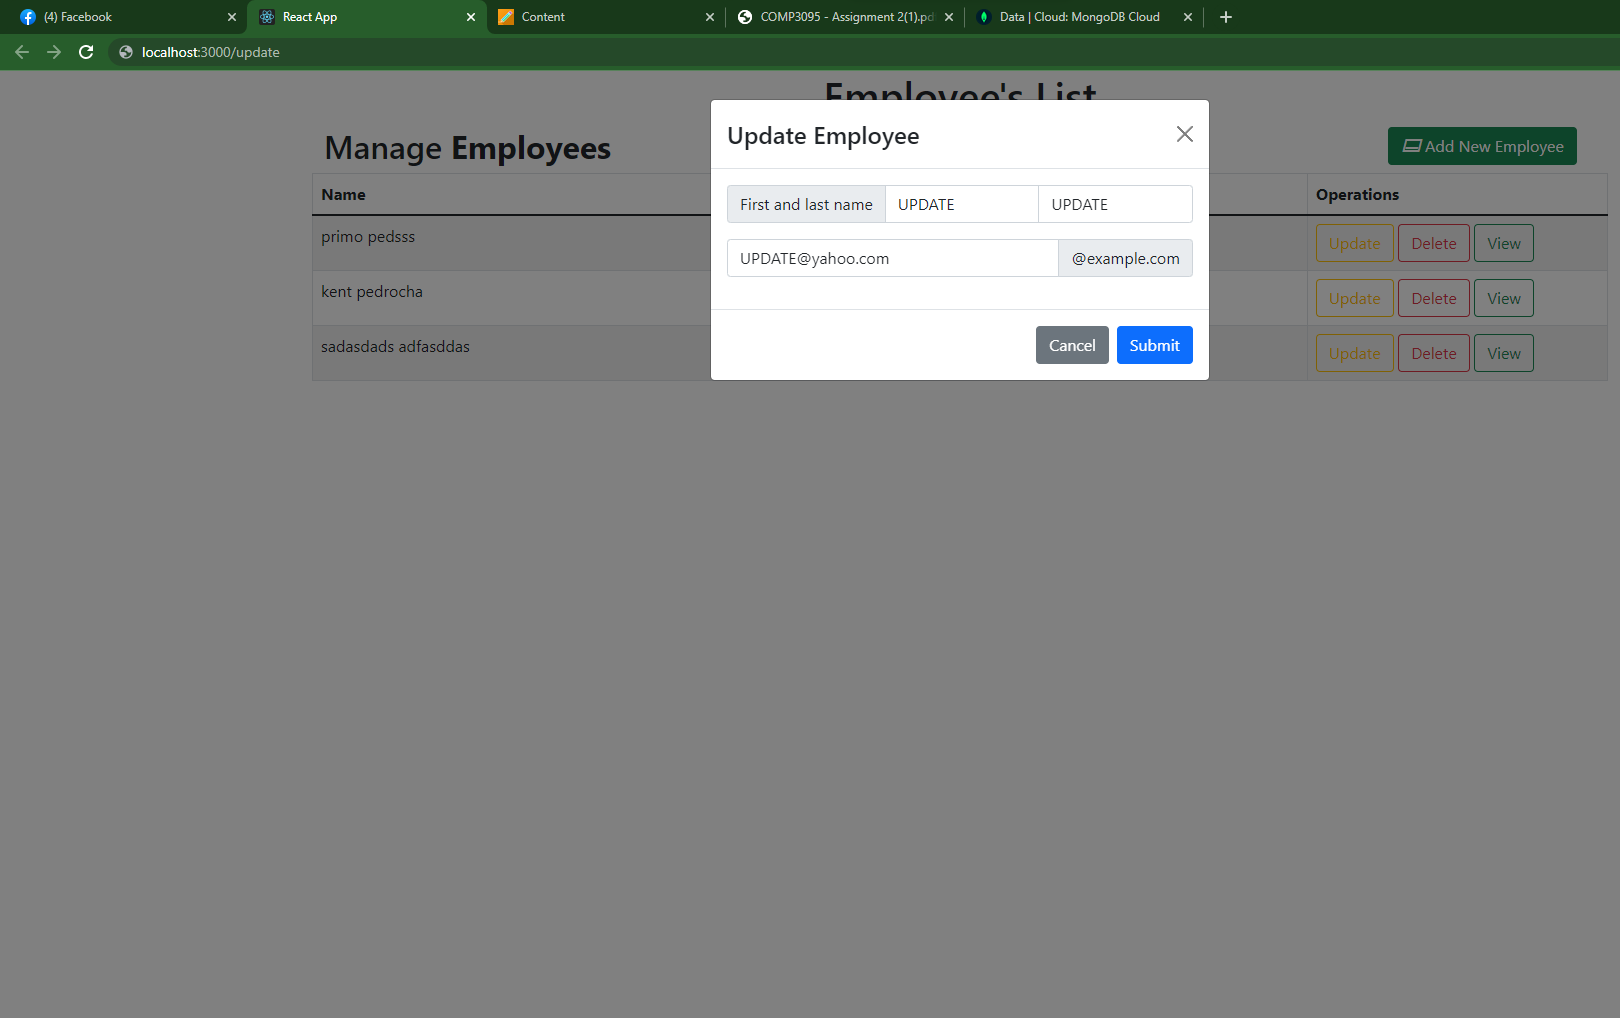 (4) Facebook React App Content COMP3095 - Assignment 2(1).pd Data | Cloud: MongoDB Cloud
localhost:3000/update
Employee's List
Update Employee
Manage Employees Add New Employee
Name Operations
First and last name UPDATE UPDATE
primo pedsss Update Delete View
UPDATE@yahoo.com @example.com
kent pedrocha Update Delete View
sadasdads adfasddas Update Delete View
Cancel Submit